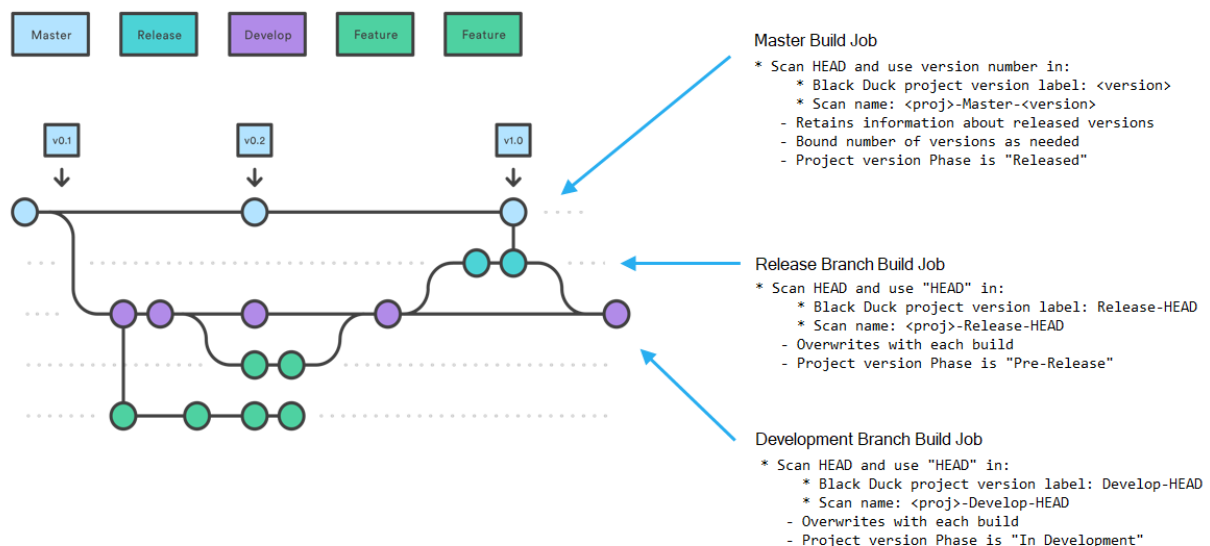 Master
Release
Develop
Feature
Feature
v0.1
v0.2
v1.0
Master Build Job
* Scan HEAD and use version number in:
* Black Duck project version label: <version>
* Scan name: <proj>-Master-<version>
- Retains information about released versions
- Bound number of versions as needed
- Project version Phase is "Released"
Release Branch Build Job
* Scan HEAD and use "HEAD" in:
* Black Duck project version label: Release-HEAD
* Scan name: <proj>-Release-HEAD
- Overwrites with each build
- Project version Phase is "Pre-Release"
Development Branch Build Job
* Scan HEAD and use "HEAD" in:
* Black Duck project version label: Develop-HEAD
* Scan name: <proj>-Develop-HEAD
- Overwrites with each build
- Project version Phase is "In Development"